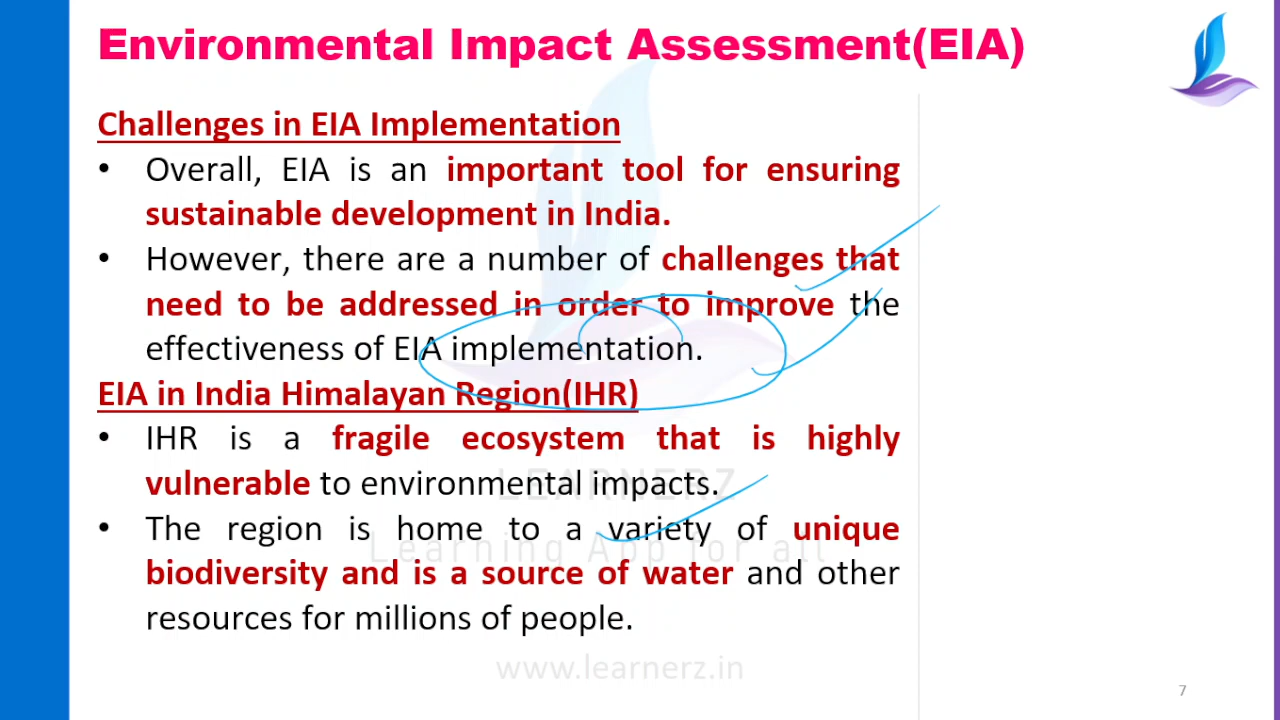 Environmental Impact Assessment(EIA)
Challenges in EIA Implementation
• Overall, EIA is an important tool for ensuring
sustainable development in India.
• However, there are a number of challenges that
need to be addressed in order to improve the
effectiveness of EIA implementation.
EIA in India Himalayan Region(IHR)
• IHR is a fragile ecosystem that is highly
vulnerable to environmental impacts.
LEARNERZ
• The region is home to a variety of unique
Learning App for all
biodiversity and is a source of water and other
resources for millions of people.
www.learnerz.in
7